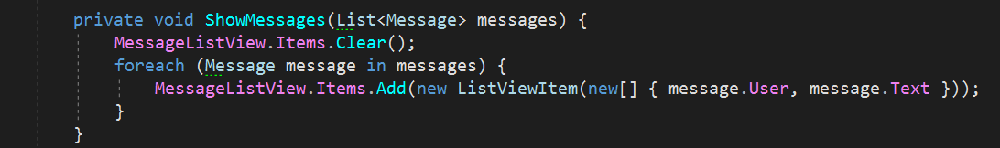 private void ShowMessages(List<Message> messages) {
MessageListView.Items.Clear();
foreach (Message message in messages) {
MessageListView.Items.Add(new ListViewItem(new[] { message.User, message.Text }));
}
}